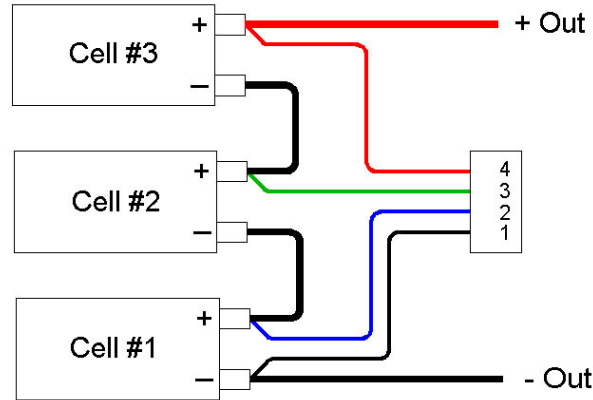 + + Out
Cell #3
–
4
+ 3
Cell #2 2
– 1
+
Cell #1
– - Out